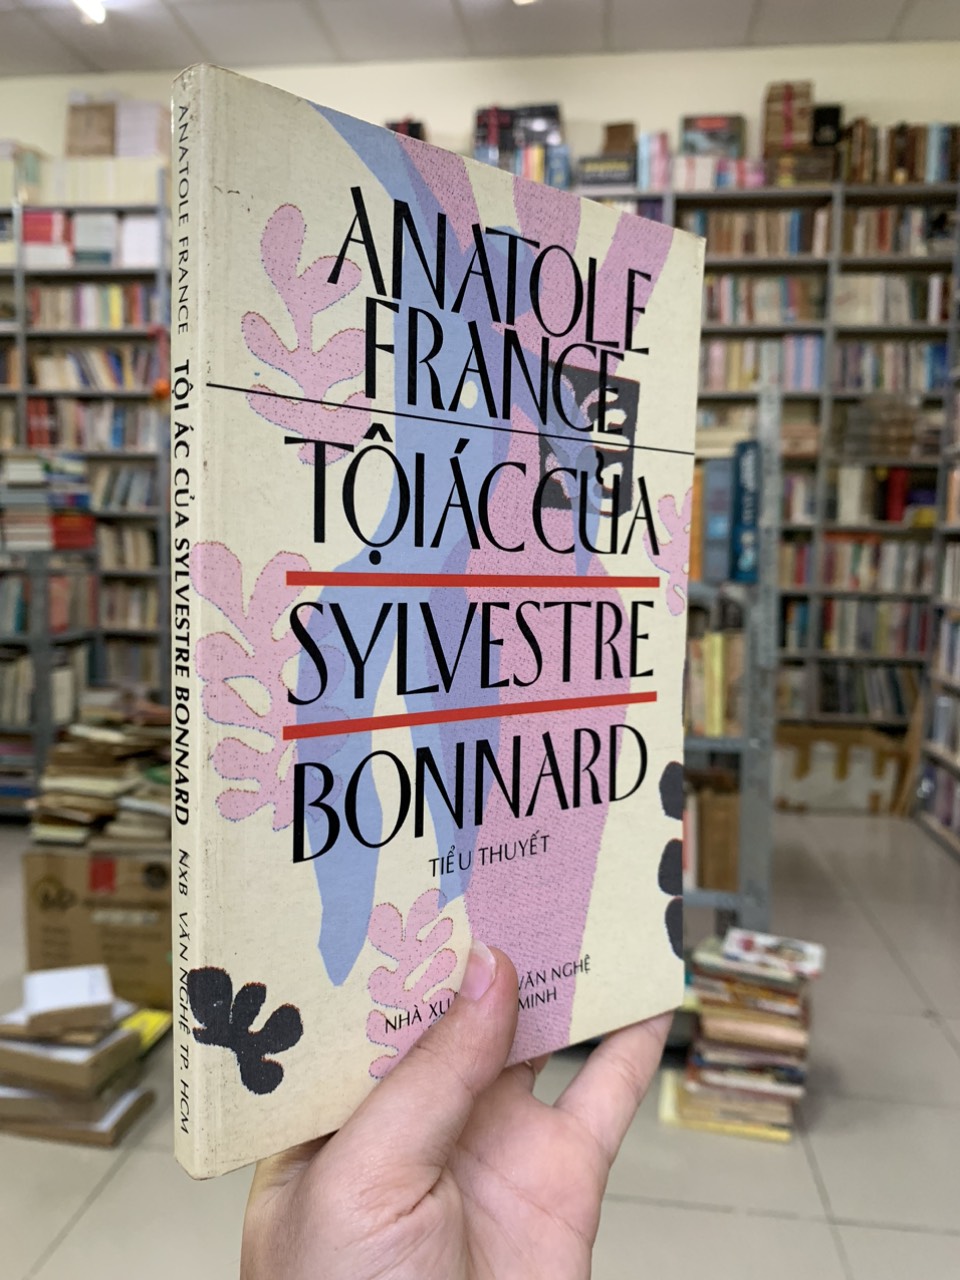 ANATOLE
FRANCE
TỘI ÁC CỦA
SYLVESTRE
BONNARD
TIỂU THUYẾT
VĂN NGHỆ
NHÀ XU
MINH
ANATOLE FRANCE TỘI ÁC CỦA SYLVESTRE BONNARD NXB VĂN NGHỆ TP. HCM